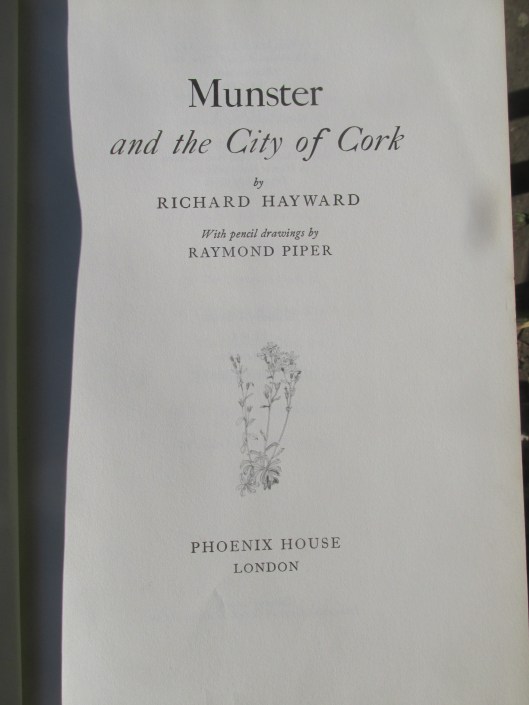 Munster
and the City of Cork
by
RICHARD HAYWARD
With pencil drawings by
RAYMOND PIPER
PHOENIX HOUSE
LONDON